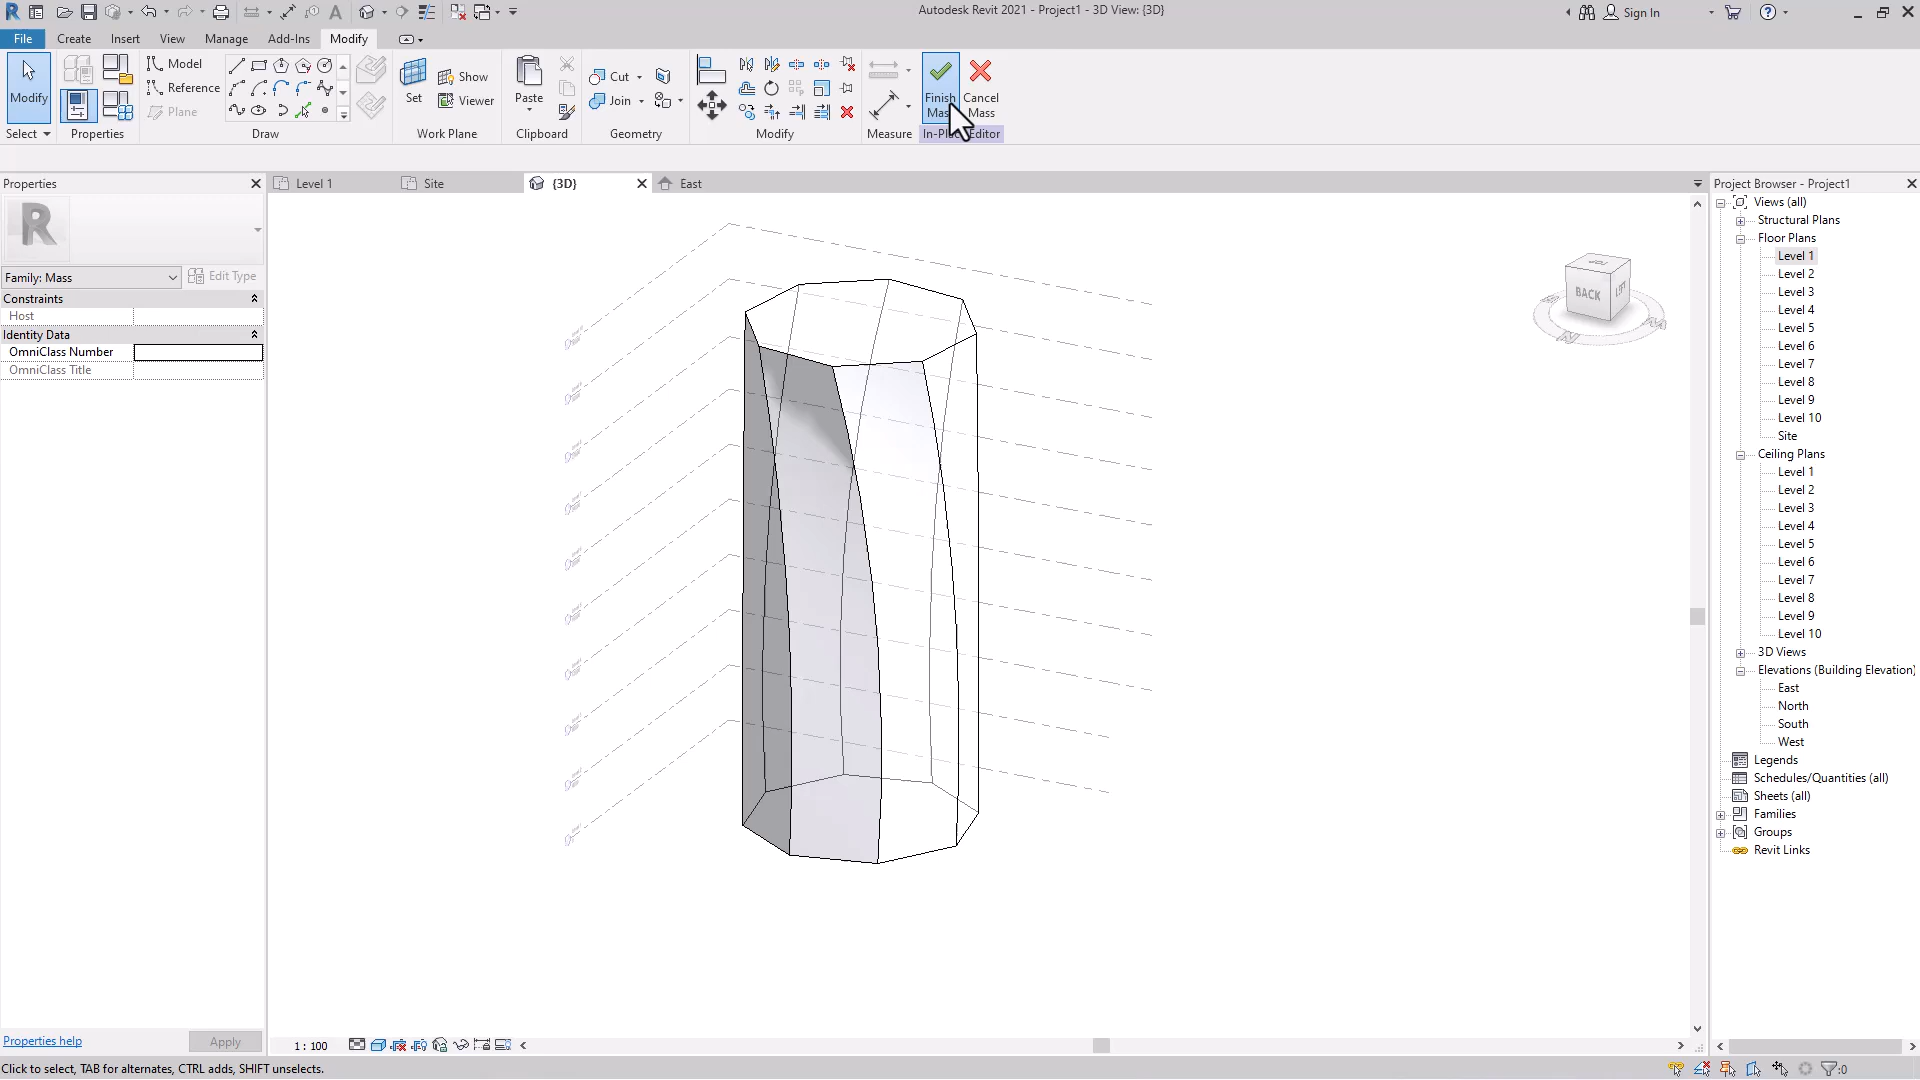 Autodesk Revit 2021 - Project1 - 3D View: {3D}
Sign In
File
Create
Insert
View
Manage
Add-Ins
Modify
Modify
Select
Properties
Model
Reference
Plane
Draw
Set
Show
Viewer
Work Plane
Paste
Clipboard
Cut
Join
Geometry
Modify
Measure
Finish
Cancel
Mass
Properties
Level 1
Site
{3D}
East
Project Browser - Project1
Family: Mass
Edit Type
Constraints
Host
Identity Data
OmniClass Number
OmniClass Title
BACK
LEFT
Views (all)
Structural Plans
Floor Plans
Level 1
Level 2
Level 3
Level 4
Level 5
Level 6
Level 7
Level 8
Level 9
Level 10
Site
Ceiling Plans
Level 1
Level 2
Level 3
Level 4
Level 5
Level 6
Level 7
Level 8
Level 9
Level 10
3D Views
Elevations (Building Elevation)
East
North
South
West
Legends
Schedules/Quantities (all)
Sheets (all)
Families
Groups
Revit Links
Properties help
Apply
1 : 100
Click to select, TAB for alternates, CTRL adds, SHIFT unselects.
:0